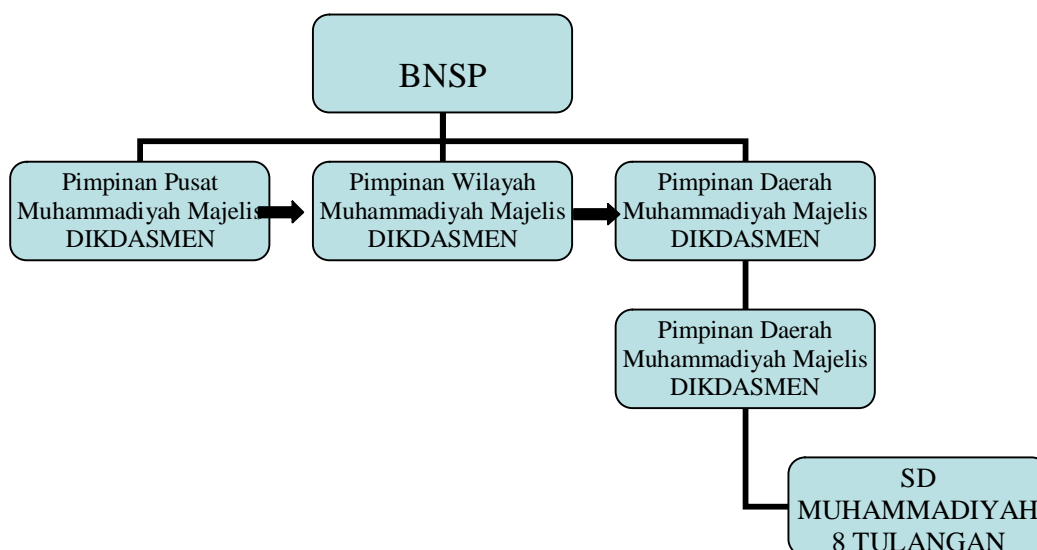 BNSP
Pimpinan Pusat
Muhammadiyah Majelis
DIKDASMEN
Pimpinan Wilayah
Muhammadiyah Majelis
DIKDASMEN
Pimpinan Daerah
Muhammadiyah Majelis
DIKDASMEN
Pimpinan Daerah
Muhammadiyah Majelis
DIKDASMEN
SD
MUHAMMADIYAH
8 TULANGAN